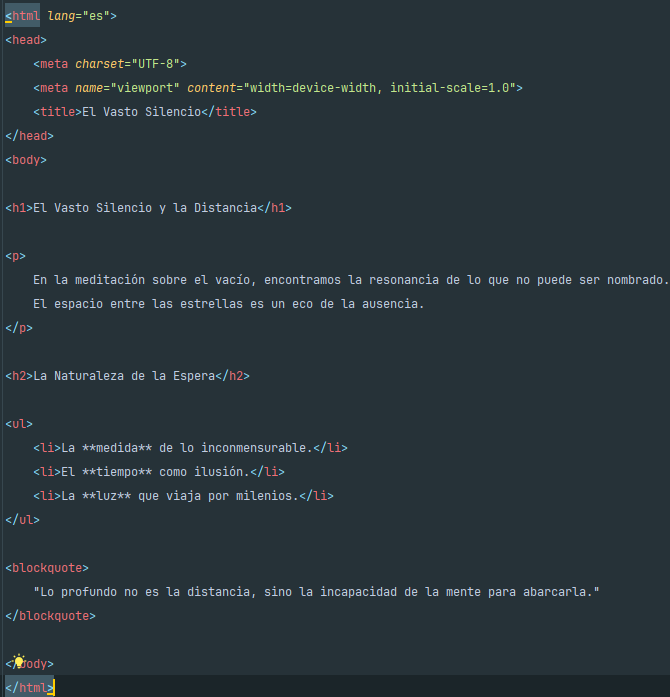 <html lang="es">
<head>
    <meta charset="UTF-8">
    <meta name="viewport" content="width=device-width, initial-scale=1.0">
    <title>El Vasto Silencio</title>
</head>
<body>

<h1>El Vasto Silencio y la Distancia</h1>

<p>
    En la meditación sobre el vacío, encontramos la resonancia de lo que no puede ser nombrado.
    El espacio entre las estrellas es un eco de la ausencia.
</p>

<h2>La Naturaleza de la Espera</h2>

<ul>
    <li>La **medida** de lo inconmensurable.</li>
    <li>El **tiempo** como ilusión.</li>
    <li>La **luz** que viaja por milenios.</li>
</ul>

<blockquote>
    "Lo profundo no es la distancia, sino la incapacidad de la mente para abarcarla."
</blockquote>

</body>
</html>